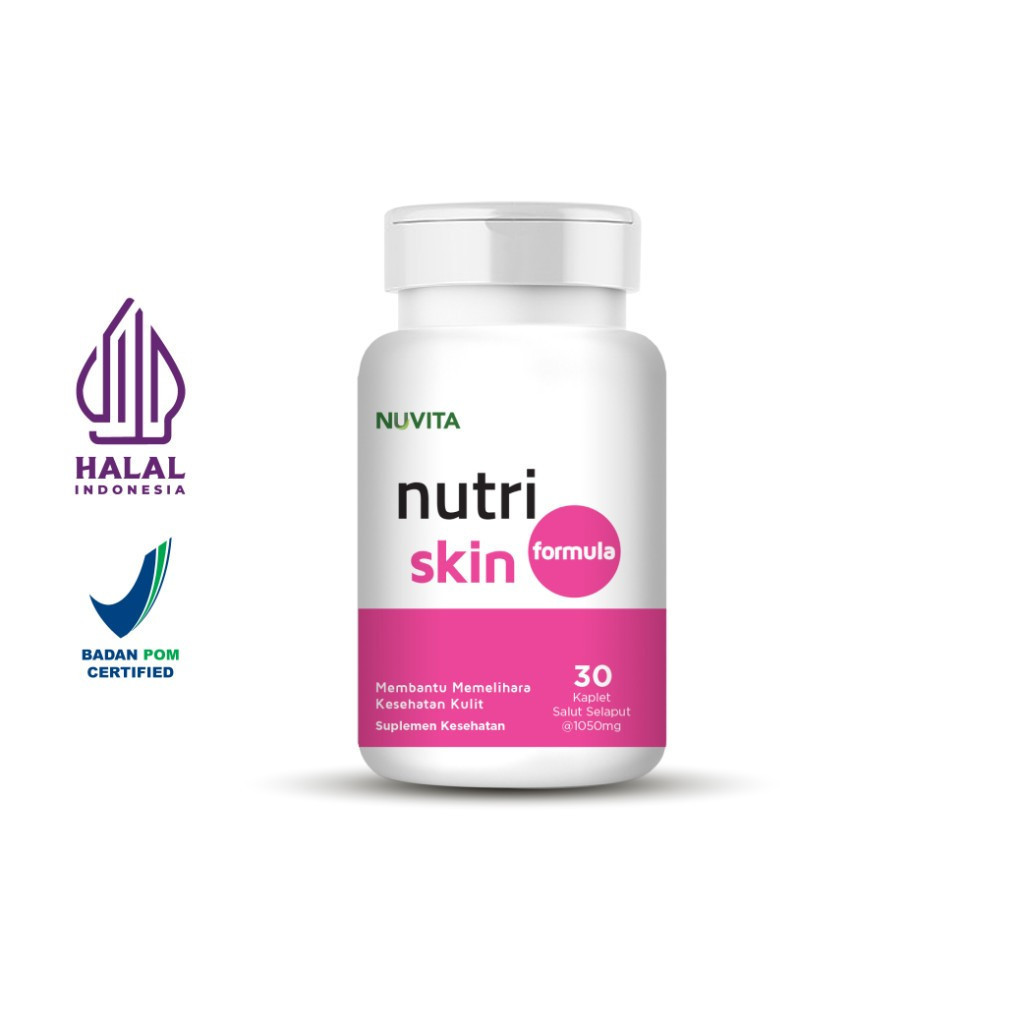 HALAL
INDONESIA
BADAN POM
CERTIFIED
NUVITA
nutri
skin formula
Membantu Memelihara
Kesehatan Kulit
Suplemen Kesehatan
30
Kaplet
Salut Selaput
@1050mg